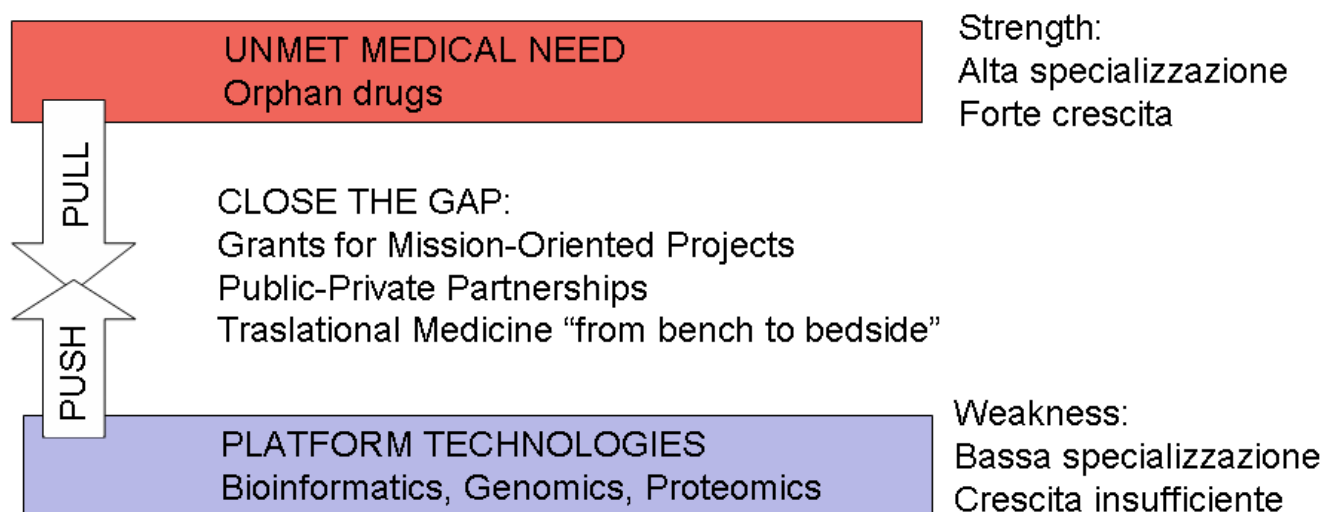 UNMET MEDICAL NEED
Orphan drugs
Strength:
Alta specializzazione
Forte crescita
PULL
CLOSE THE GAP:
Grants for Mission-Oriented Projects
Public-Private Partnerships
Traslational Medicine “from bench to bedside”
PUSH
PLATFORM TECHNOLOGIES
Bioinformatics, Genomics, Proteomics
Weakness:
Bassa specializzazione
Crescita insufficiente